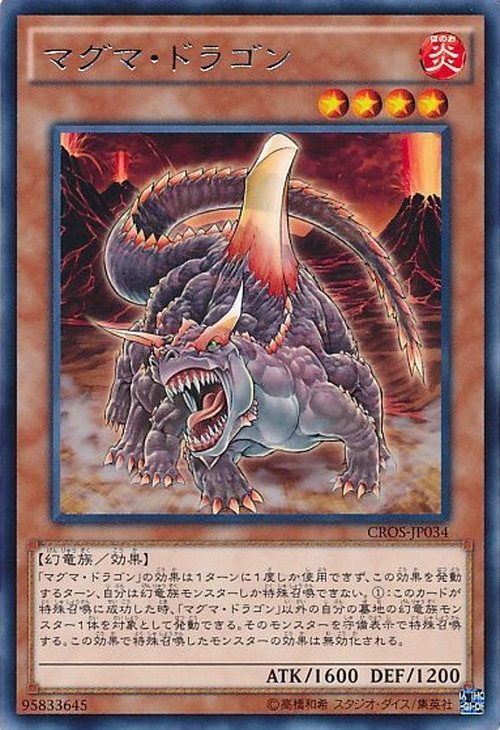 マグマ・ドラゴン
ほのお
炎
CROS-JP034
【幻竜族／効果】
「マグマ・ドラゴン」の効果は１ターンに１度しか使用できず、この効果を発動
するターン、自分は幻竜族モンスターしか特殊召喚できない。①：このカードが
特殊召喚に成功した時、「マグマ・ドラゴン」以外の自分の墓地の幻竜族モン
スター１体を対象として発動できる。そのモンスターを守備表示で特殊召喚
する。この効果で特殊召喚したモンスターの効果は無効化される。
ATK/1600 DEF/1200
95833645
©高橋和希 スタジオ・ダイス/集英社